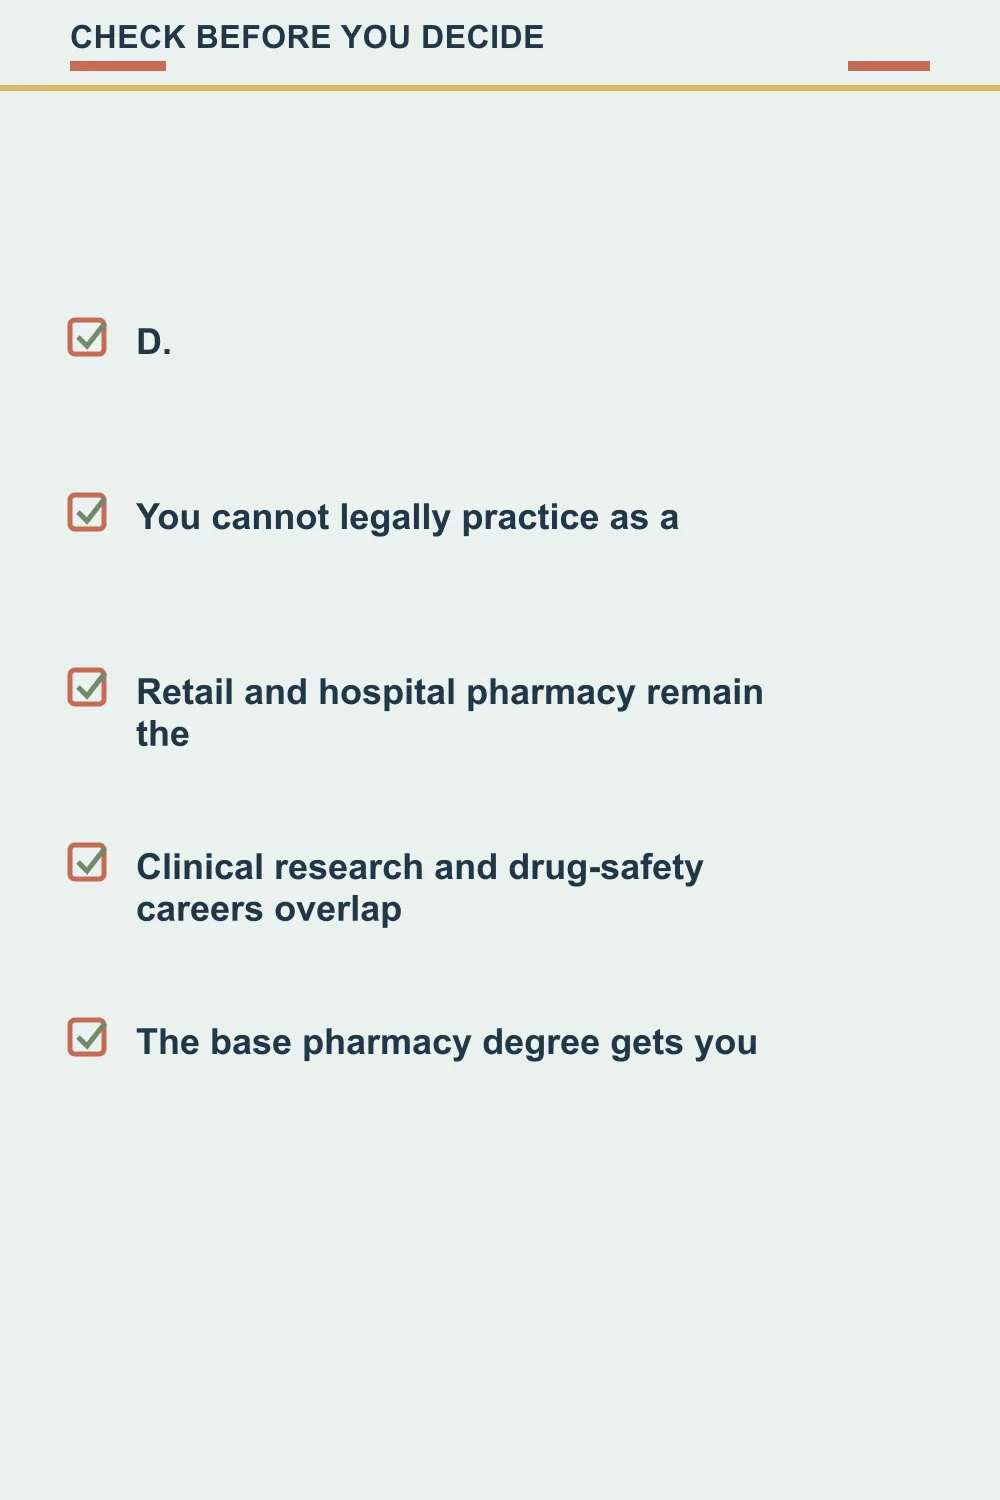 CHECK BEFORE YOU DECIDE
D.
You cannot legally practice as a
Retail and hospital pharmacy remain
the
Clinical research and drug-safety
careers overlap
The base pharmacy degree gets you